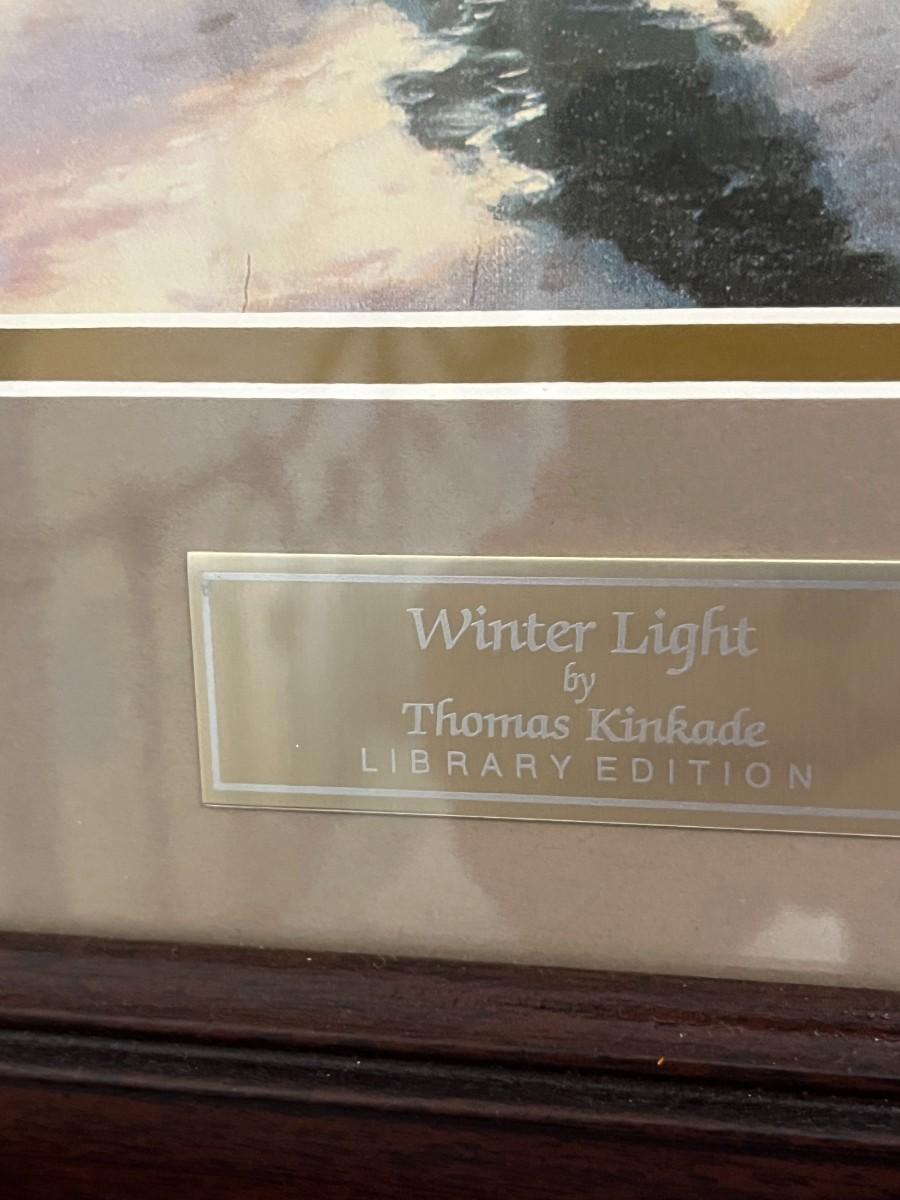 Winter Light
by
Thomas Kinkade
LIBRARY EDITION